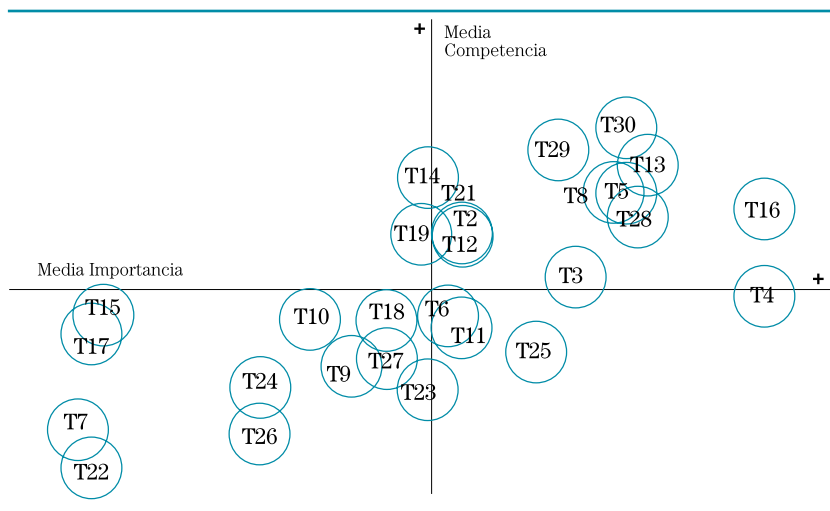 +
Media
Competencia
T30
T29
T13
T14
T21
T8
T5
T16
T2
T28
T19
T12
Media Importancia
T3
+
T4
T15
T10
T18
T6
T11
T17
T25
T27
T9
T24
T23
T7
T26
T22